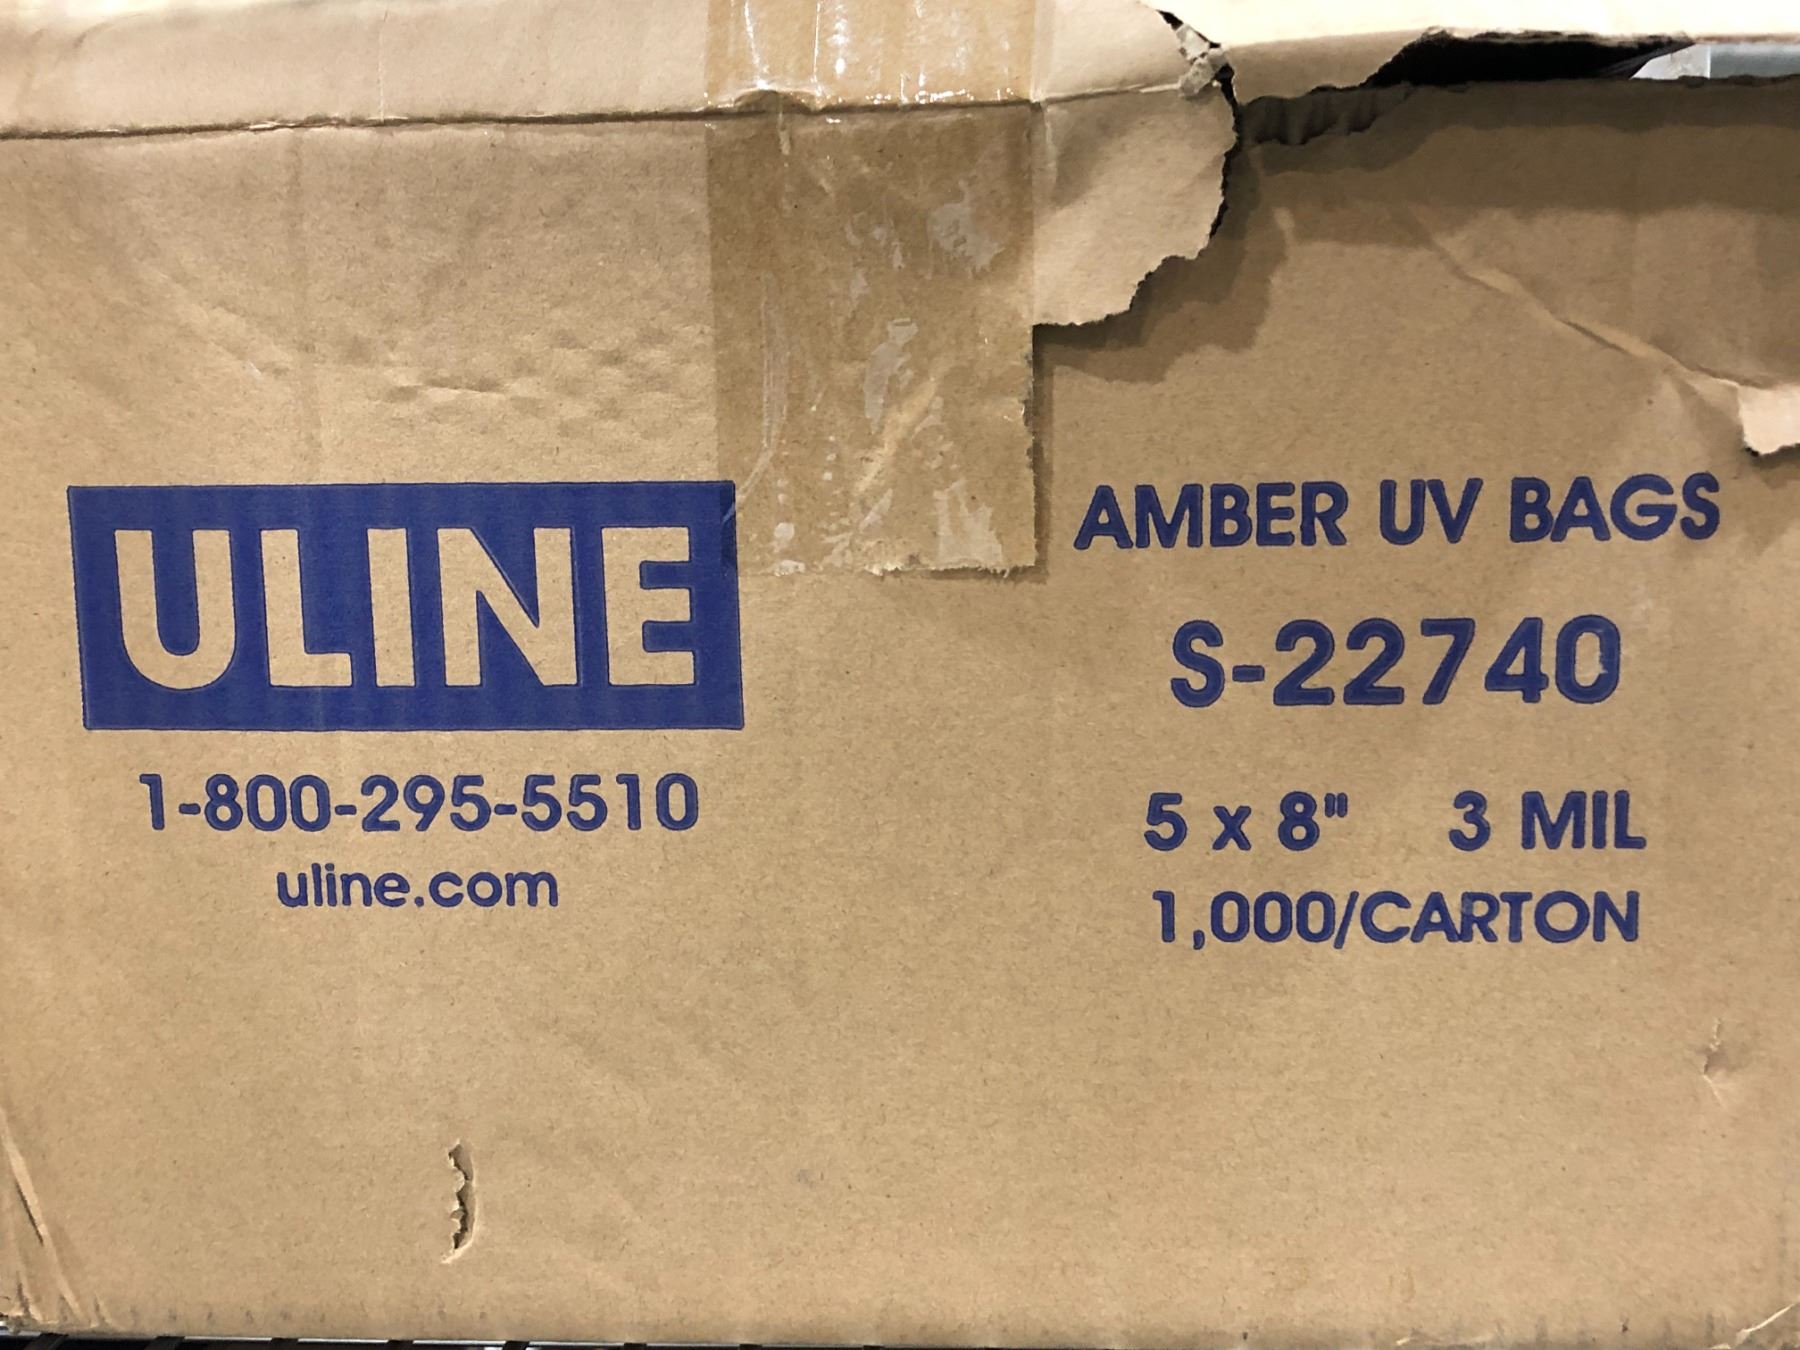 ULINE
1-800-295-5510
uline.com
AMBER UV BAGS
S-22740
5 x 8" 3 MIL
1,000/CARTON